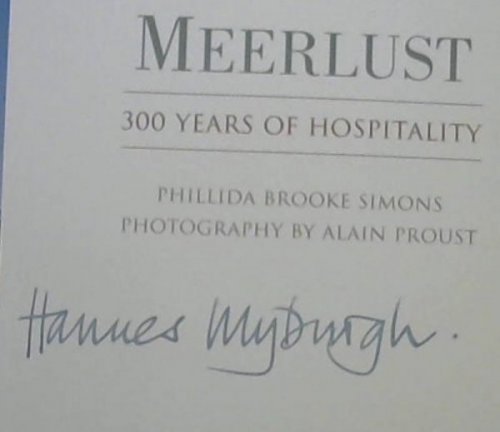 MEERLUST
300 YEARS OF HOSPITALITY
PHILLIDA BROOKE SIMONS
PHOTOGRAPHY BY ALAIN PROUST
Hannes Myburgh.